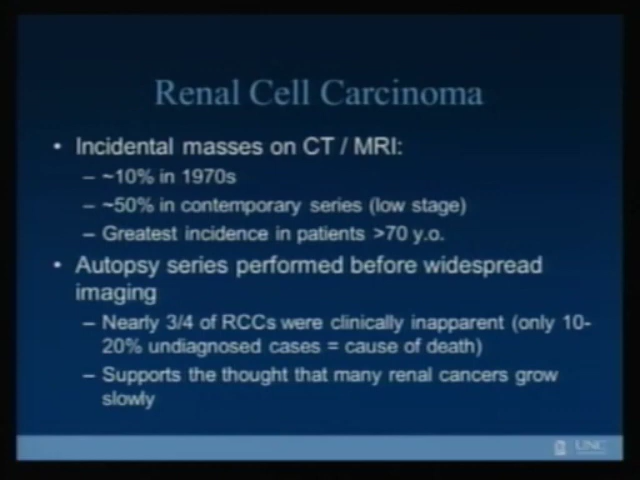 Renal Cell Carcinoma
• Incidental masses on CT / MRI:
– ~10% in 1970s
– ~50% in contemporary series (low stage)
– Greatest incidence in patients >70 y.o.
• Autopsy series performed before widespread
imaging
– Nearly 3/4 of RCCs were clinically inapparent (only 10-
20% undiagnosed cases = cause of death)
– Supports the thought that many renal cancers grow
slowly
UNC